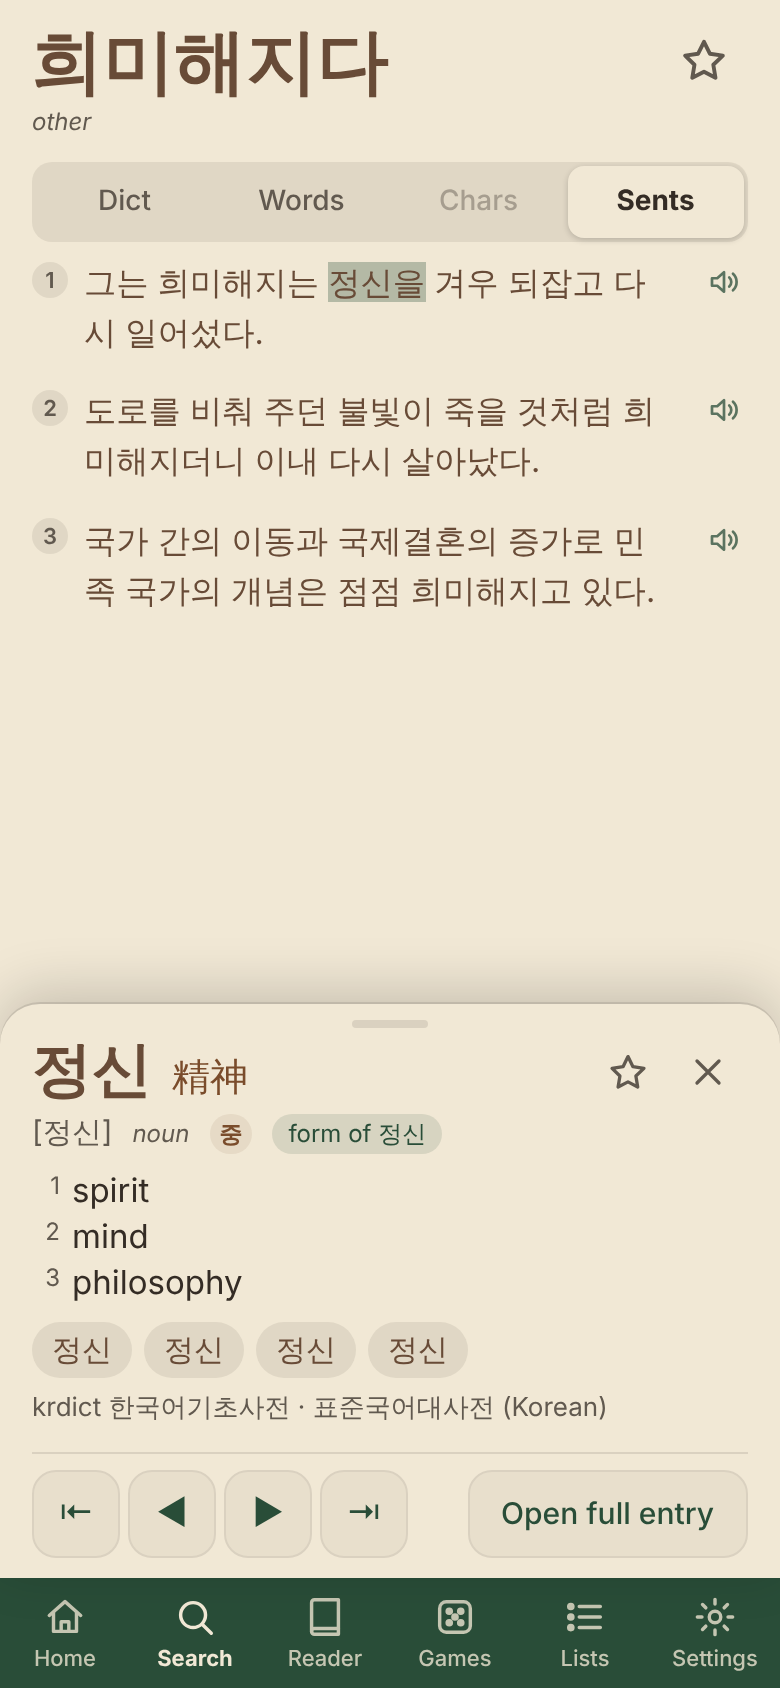 희미해지다
other
Dict Words Chars Sents
1 그는 희미해지는 정신을 겨우 되잡고 다
시 일어섰다.
2 도로를 비춰 주던 불빛이 죽을 것처럼 희
미해지더니 이내 다시 살아났다.
3 국가 간의 이동과 국제결혼의 증가로 민
족 국가의 개념은 점점 희미해지고 있다.
정신 精神
[정신] noun 중 form of 정신
1 spirit
2 mind
3 philosophy
정신 정신 정신 정신
krdict 한국어기초사전 · 표준국어대사전 (Korean)
Open full entry
Home Search Reader Games Lists Settings